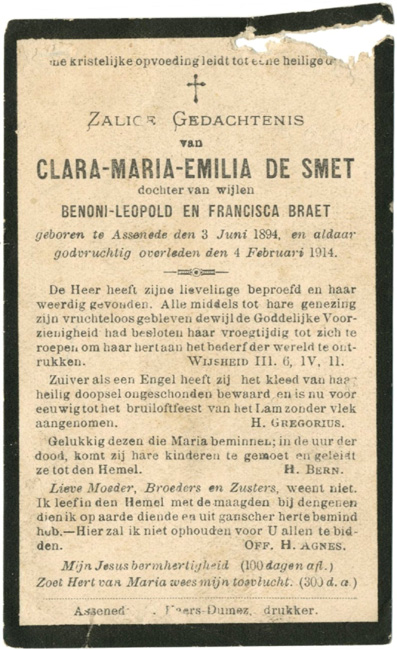 kristelijke opvoeding leidt tot eene heilige
ZALIGE GEDACHTENIS
van
CLARA-MARIA-EMILIA DE SMET
dochter van wijlen
BENONI-LEOPOLD EN FRANCISCA BRAET
geboren te Assenede den 3 Juni 1894, en aldaar
godvruchtig overleden den 4 Februari 1914.
De Heer heeft zijne lievelinge beproefd en haar
weerdig gevonden. Alle middels tot hare genezing
zijn vruchteloos gebleven dewijl de Goddelijke Voor-
zienigheid had besloten haar vroegtijdig tot zich te
roepen om haar hert aan het bederf der wereld te ont-
rukken. WIJSHEID III. 6, IV, 11.
Zuiver als een Engel heeft zij het kleed van haar
heilig doopsel ongeschonden bewaard en is nu voor
eeuwig tot het bruiloftfeest van het Lam zonder vlek
aangenomen. H. GREGORIUS.
Gelukkig dezen die Maria beminnen; in de uur der
dood, komt zij hare kinderen te gemoet en geleidt
ze tot den Hemel. H. BERN.
Lieve Moeder, Broeders en Zusters, weent niet.
Ik leef in den Hemel met de maagden bij dengenen
dien ik op aarde diende en uit ganscher herte bemind
heb.—Hier zal ik niet ophouden voor U allen te bid-
den. OFF. H. AGNES.
Mijn Jesus bermhertigheid (100 dagen afl.)
Zoet Hert van Maria wees mijn toevlucht. (300 d. a.)
Assened Dumez, drukker.